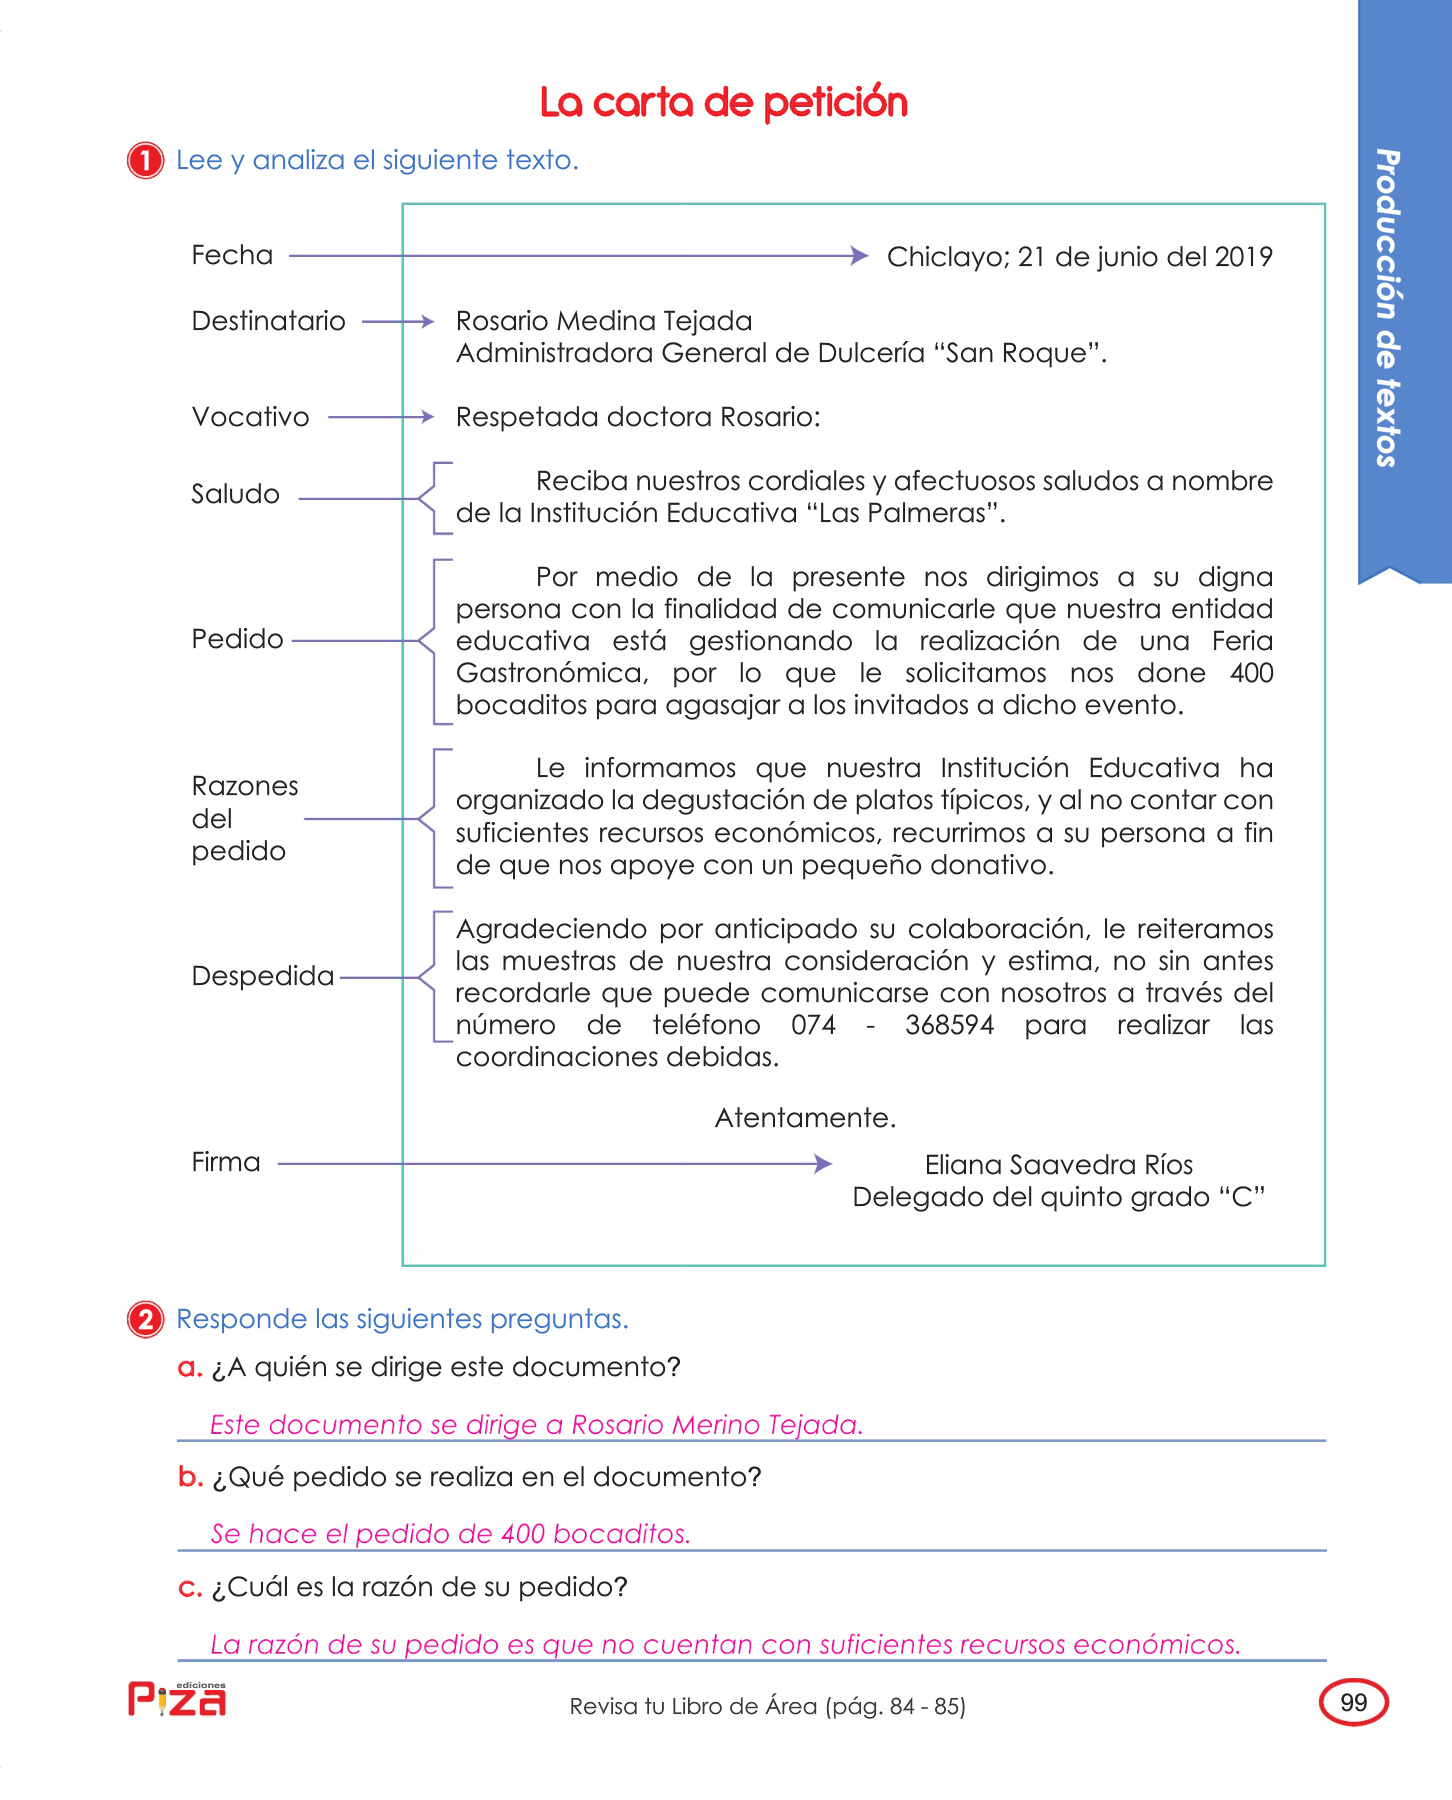 La carta de petición
1 Lee y analiza el siguiente texto.
Fecha
Chiclayo; 21 de junio del 2019
Destinatario
Rosario Medina Tejada
Administradora General de Dulcería “San Roque”.
Vocativo
Respetada doctora Rosario:
Saludo
Reciba nuestros cordiales y afectuosos saludos a nombre
de la Institución Educativa “Las Palmeras”.
Pedido
Por medio de la presente nos dirigimos a su digna
persona con la finalidad de comunicarle que nuestra entidad
educativa está gestionando la realización de una Feria
Gastronómica, por lo que le solicitamos nos done 400
bocaditos para agasajar a los invitados a dicho evento.
Razones
del
pedido
Le informamos que nuestra Institución Educativa ha
organizado la degustación de platos típicos, y al no contar con
suficientes recursos económicos, recurrimos a su persona a fin
de que nos apoye con un pequeño donativo.
Despedida
Agradeciendo por anticipado su colaboración, le reiteramos
las muestras de nuestra consideración y estima, no sin antes
recordarle que puede comunicarse con nosotros a través del
número de teléfono 074 - 368594 para realizar las
coordinaciones debidas.
Atentamente.
Firma
Eliana Saavedra Ríos
Delegado del quinto grado “C”
2 Responde las siguientes preguntas.
a. ¿A quién se dirige este documento?
Este documento se dirige a Rosario Merino Tejada.
b. ¿Qué pedido se realiza en el documento?
Se hace el pedido de 400 bocaditos.
c. ¿Cuál es la razón de su pedido?
La razón de su pedido es que no cuentan con suficientes recursos económicos.
ediciones
Piza
Revisa tu Libro de Área (pág. 84 - 85)
99
Producción de textos